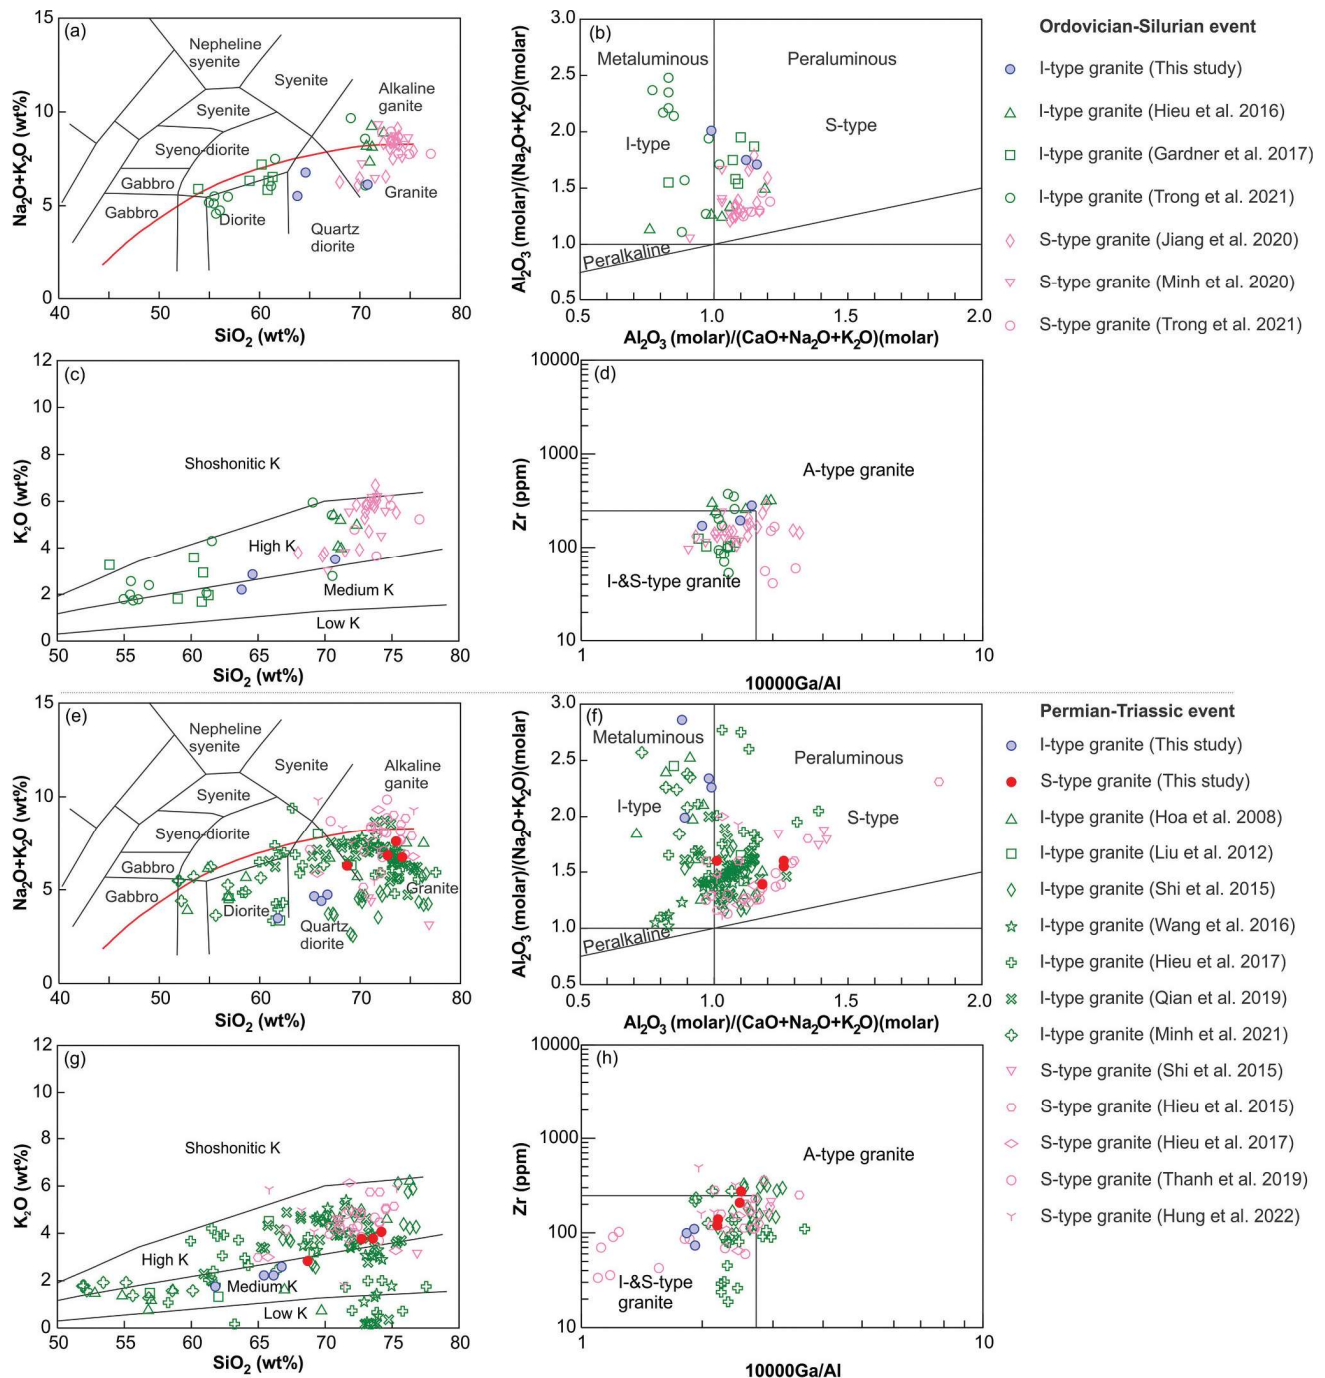 (a)
15
10
5
0
40
50
60
70
80
Na2O+K2O (wt%)
SiO2 (wt%)
Nepheline
syenite
Syenite
Syenite
Alkaline
ganite
Syeno-diorite
Gabbro
Gabbro
Diorite
Quartz
diorite
Granite
(b)
3.0
2.5
2.0
1.5
1.0
0.5
0.5
1.0
1.5
2.0
Al2O3 (molar)/(Na2O+K2O)(molar)
Al2O3 (molar)/(CaO+Na2O+K2O)(molar)
Metaluminous
Peraluminous
I-type
S-type
Peralkaline
Ordovician-Silurian event
I-type granite (This study)
I-type granite (Hieu et al. 2016)
I-type granite (Gardner et al. 2017)
I-type granite (Trong et al. 2021)
S-type granite (Jiang et al. 2020)
S-type granite (Minh et al. 2020)
S-type granite (Trong et al. 2021)
(c)
12
10
8
6
4
2
0
50
55
60
65
70
75
80
K2O (wt%)
SiO2 (wt%)
Shoshonitic K
High K
Medium K
Low K
(d)
10000
1000
100
10
1
10
Zr (ppm)
10000Ga/Al
A-type granite
I-&S-type granite
(e)
15
10
5
0
40
50
60
70
80
Na2O+K2O (wt%)
SiO2 (wt%)
Nepheline
syenite
Syenite
Syenite
Alkaline
ganite
Syeno-diorite
Gabbro
Gabbro
Diorite
Quartz
diorite
Granite
(f)
3.0
2.5
2.0
1.5
1.0
0.5
0.5
1.0
1.5
2.0
Al2O3 (molar)/(Na2O+K2O)(molar)
Al2O3 (molar)/(CaO+Na2O+K2O)(molar)
Metaluminous
Peraluminous
I-type
S-type
Peralkaline
Permian-Triassic event
I-type granite (This study)
S-type granite (This study)
I-type granite (Hoa et al. 2008)
I-type granite (Liu et al. 2012)
I-type granite (Shi et al. 2015)
I-type granite (Wang et al. 2016)
I-type granite (Hieu et al. 2017)
I-type granite (Qian et al. 2019)
I-type granite (Minh et al. 2021)
S-type granite (Shi et al. 2015)
S-type granite (Hieu et al. 2015)
S-type granite (Hieu et al. 2017)
S-type granite (Thanh et al. 2019)
S-type granite (Hung et al. 2022)
(g)
12
10
8
6
4
2
0
50
55
60
65
70
75
80
K2O (wt%)
SiO2 (wt%)
Shoshonitic K
High K
Medium K
Low K
(h)
10000
1000
100
10
1
10
Zr (ppm)
10000Ga/Al
A-type granite
I-&S-type
granite